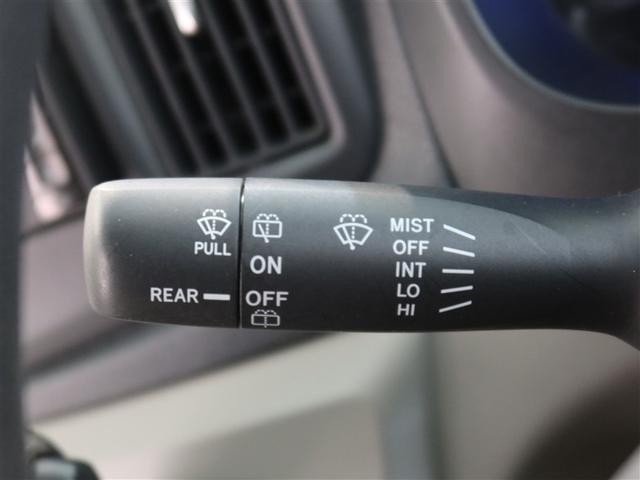 PULL
REAR
ON
OFF
MIST
OFF
INT
LO
HI